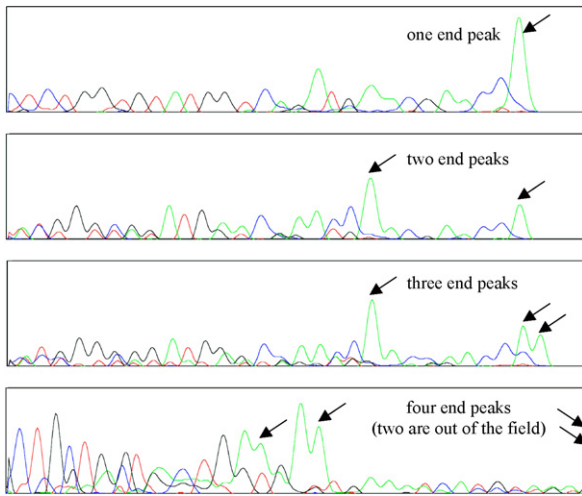 one end peak
two end peaks
three end peaks
four end peaks
(two are out of the field)